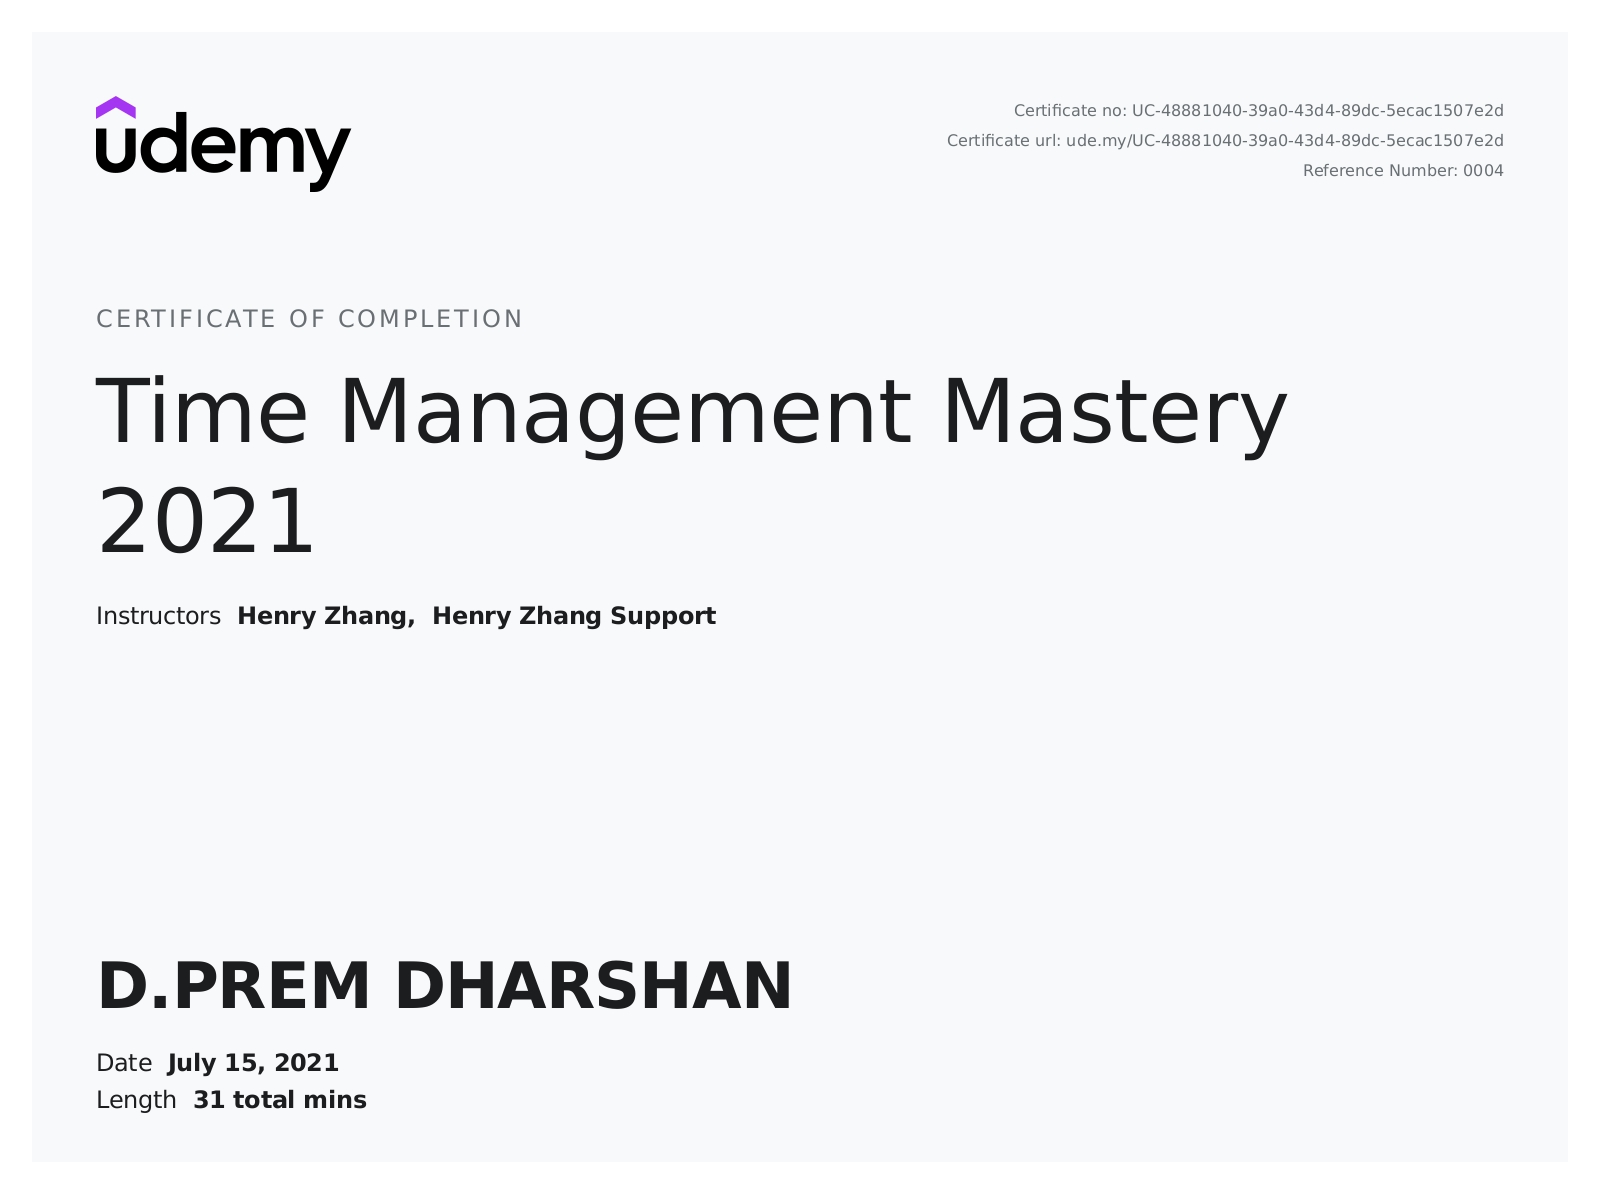 udemy
Certificate no: UC-48881040-39a0-43d4-89dc-5ecac1507e2d
Certificate url: ude.my/UC-48881040-39a0-43d4-89dc-5ecac1507e2d
Reference Number: 0004
CERTIFICATE OF COMPLETION
Time Management Mastery
2021
Instructors Henry Zhang, Henry Zhang Support
D.PREM DHARSHAN
Date July 15, 2021
Length 31 total mins